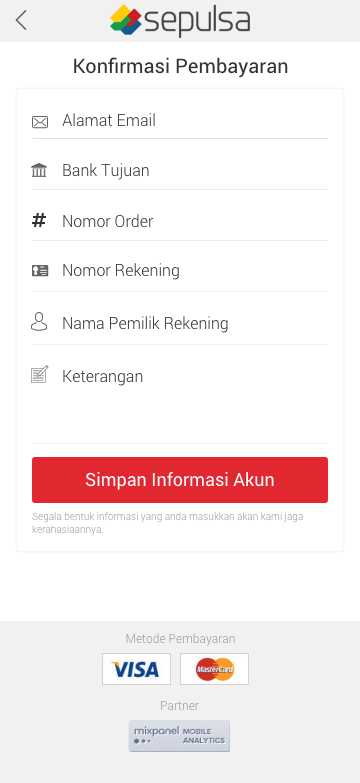 sepulsa
Konfirmasi Pembayaran
Alamat Email
Bank Tujuan
# Nomor Order
Nomor Rekening
Nama Pemilik Rekening
Keterangan
Simpan Informasi Akun
Segala bentuk informasi yang anda masukkan akan kami jaga
kerahasiaannya.
Metode Pembayaran
VISA MasterCard
Partner
mixpanel MOBILE
ANALYTICS